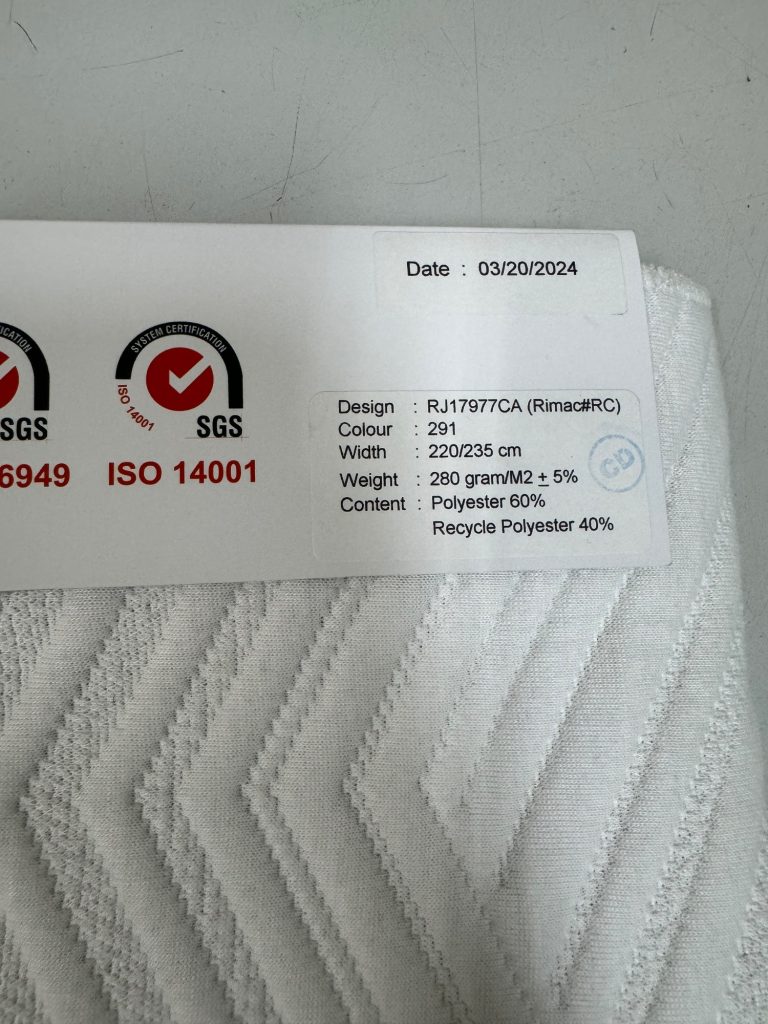 Date : 03/20/2024
ICATION
SYSTEM CERTIFICATION
ISO 14001
SGS
SGS
6949
ISO 14001
Design : RJ17977CA (Rimac#RC)
Colour : 291
Width : 220/235 cm
Weight : 280 gram/M2 ± 5%
Content : Polyester 60%
Recycle Polyester 40%
CD